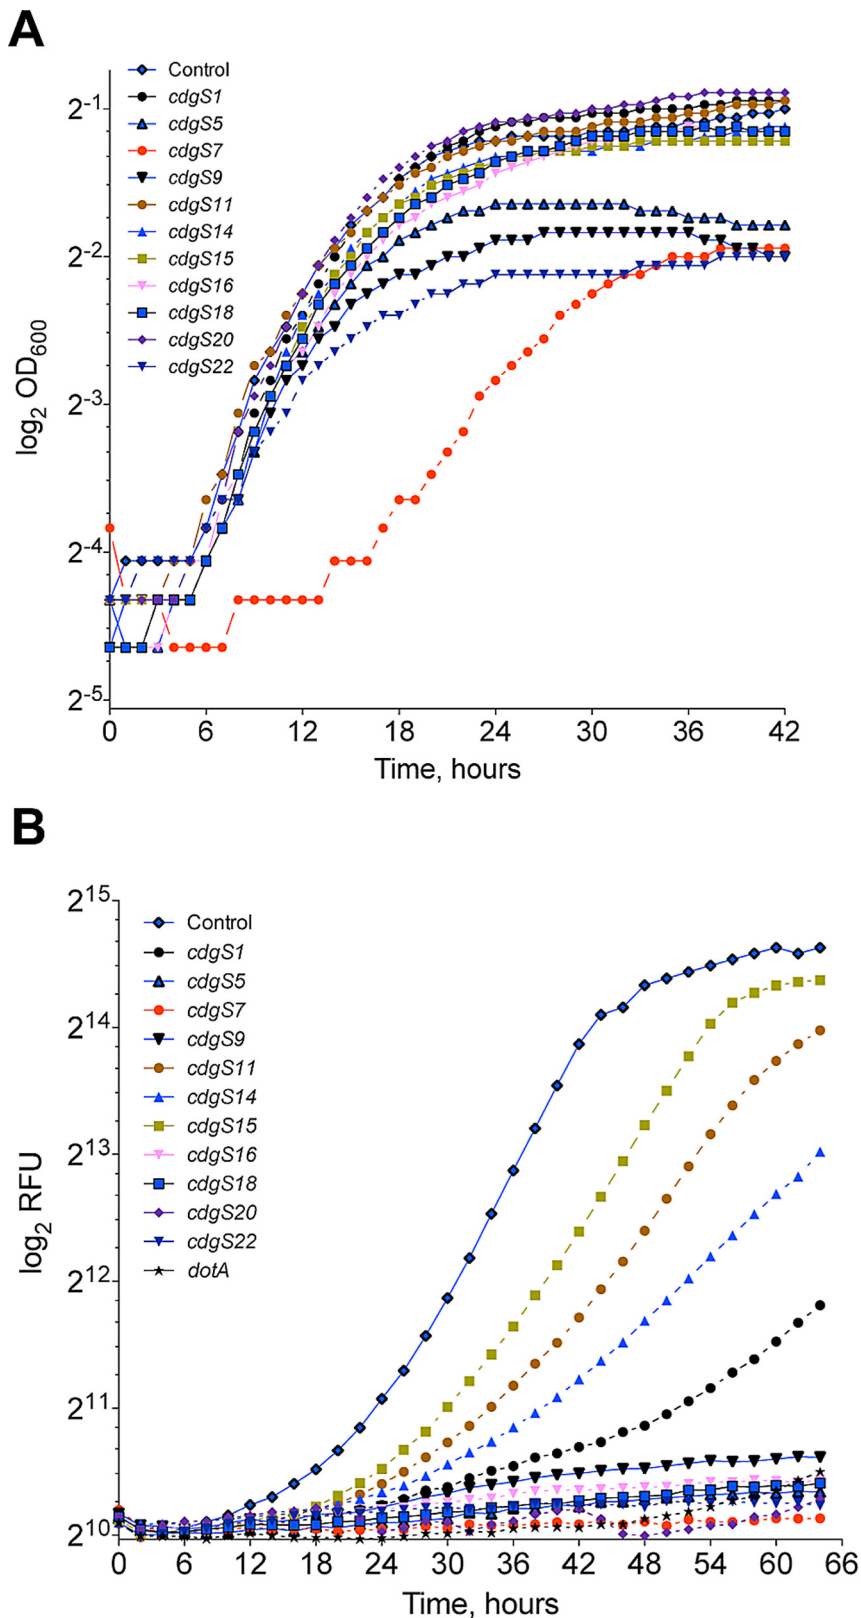 A
Control
cdgS1
cdgS5
cdgS7
cdgS9
cdgS11
cdgS14
cdgS15
cdgS16
cdgS18
cdgS20
cdgS22
2-1
2-2
2-3
2-4
2-5
log2 OD600
0 6 12 18 24 30 36 42
Time, hours
B
Control
cdgS1
cdgS5
cdgS7
cdgS9
cdgS11
cdgS14
cdgS15
cdgS16
cdgS18
cdgS20
cdgS22
dotA
215
214
213
212
211
210
log2 RFU
0 6 12 18 24 30 36 42 48 54 60 66
Time, hours